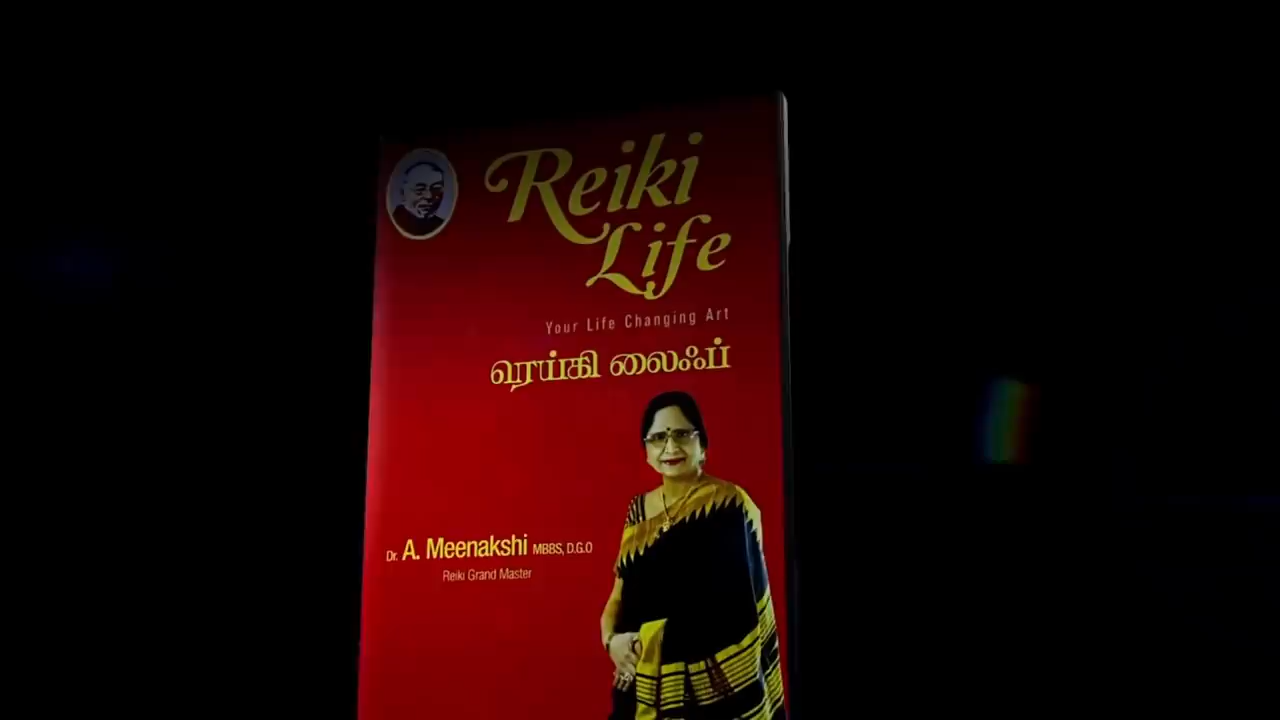 Reiki
Life
Your Life Changing Art
ரெய்கி லைஃப்
Dr. A. Meenakshi MBBS, D.G.O
Reiki Grand Master